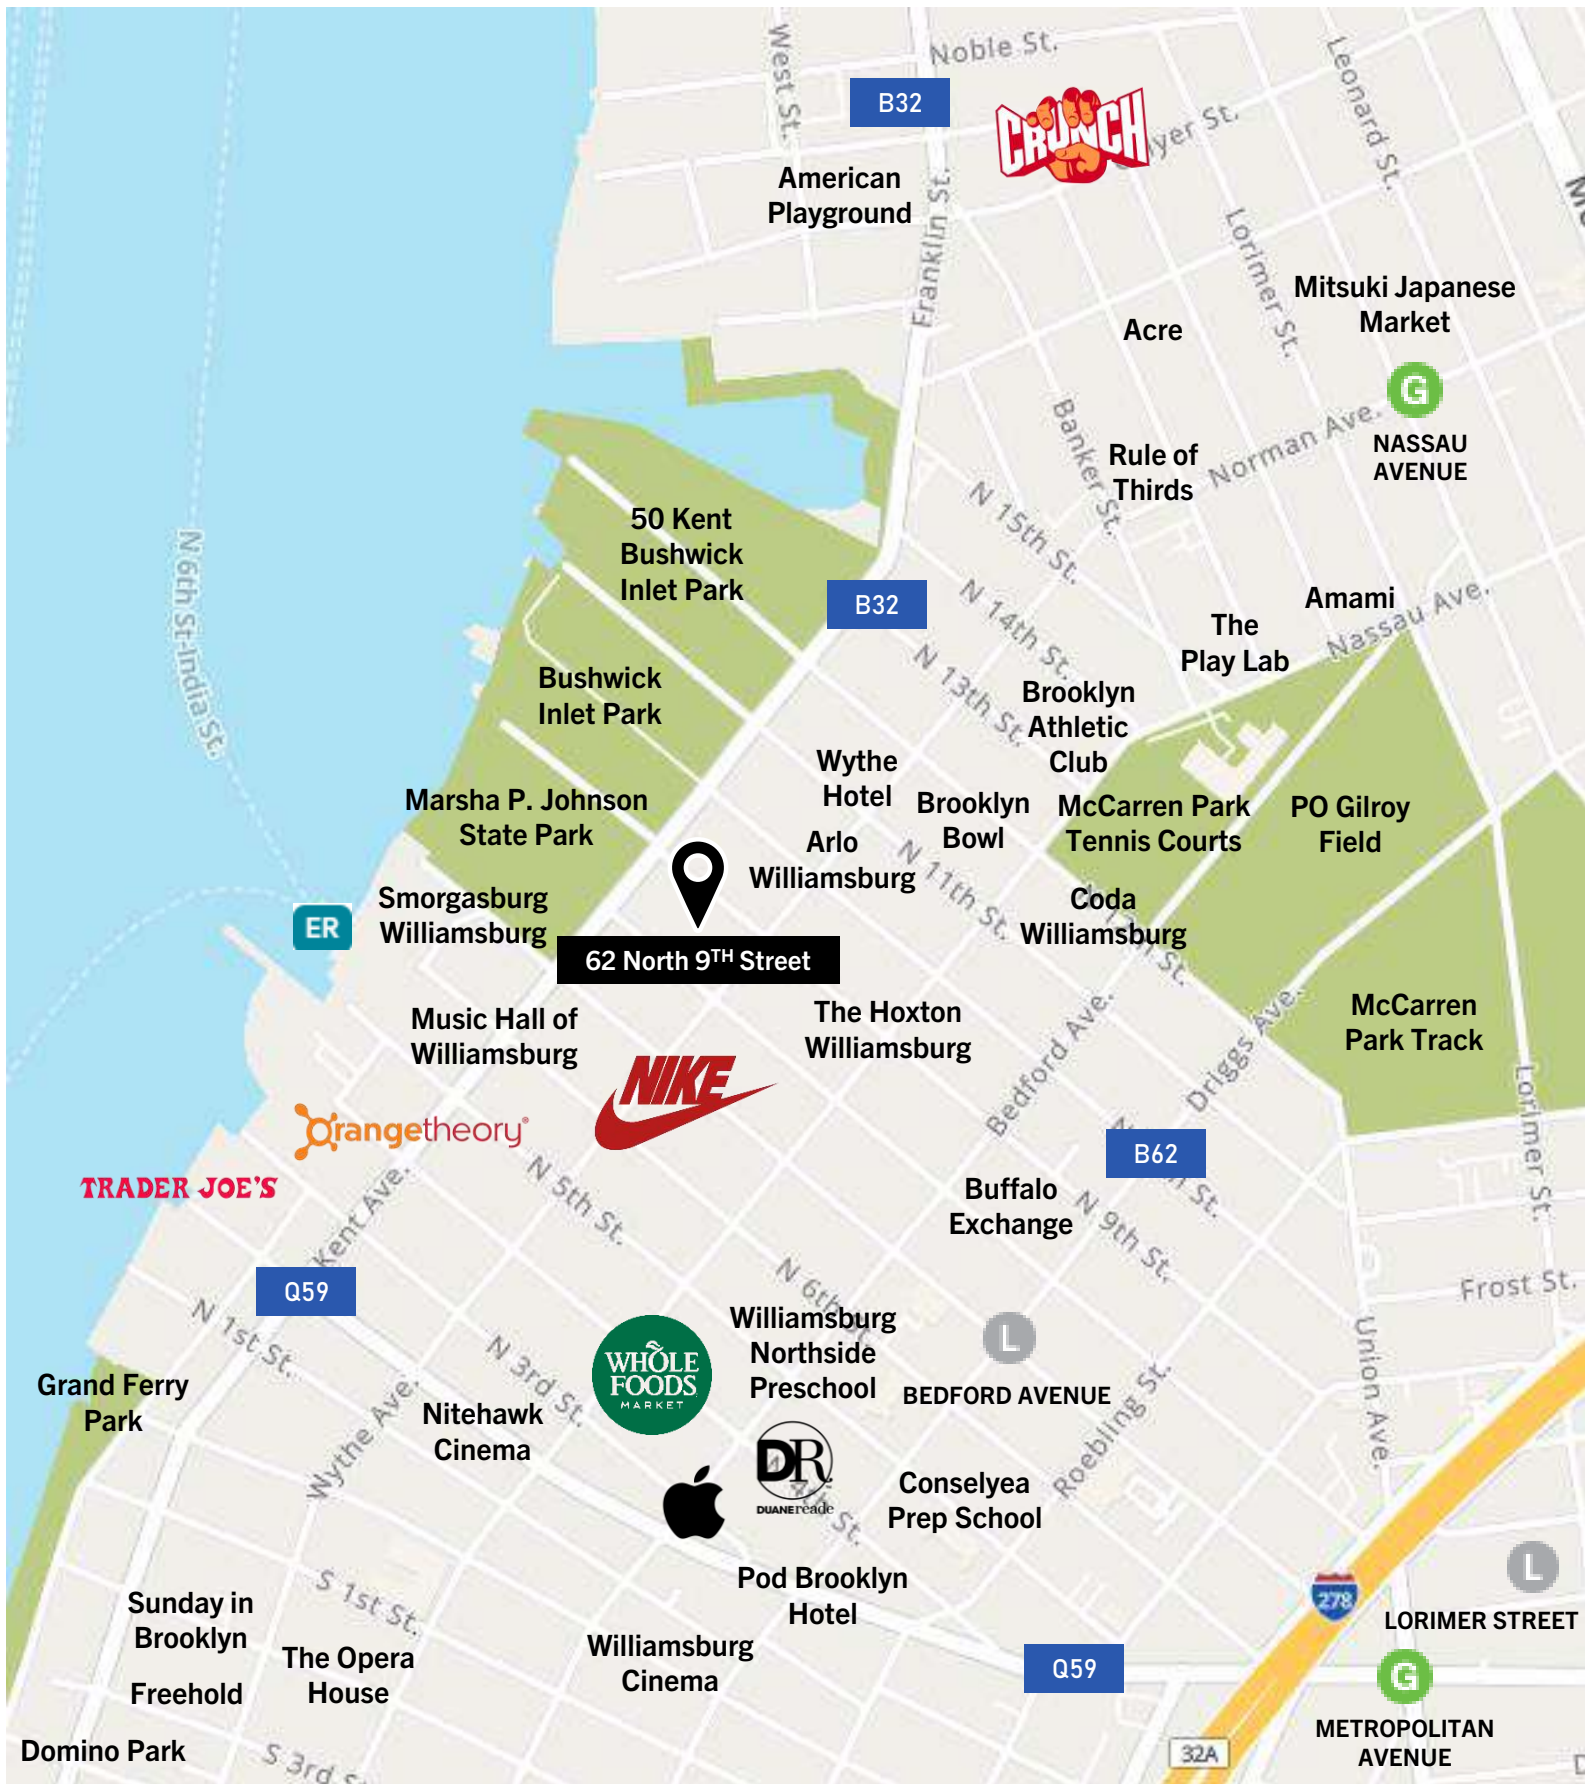 Noble St.
West St.
Leonard St.
B32
CRUNCH
yer St.
American
Playground
Franklin St.
Lorimer St.
Mitsuki Japanese
Market
Acre
G
NASSAU
AVENUE
Banker St.
Norman Ave.
Rule of
Thirds
N 15th St.
50 Kent
Bushwick
Inlet Park
N 6th St-India St.
B32
N 14th St.
Amami
Nassau Ave.
The
Play Lab
N 13th St.
Bushwick
Inlet Park
Brooklyn
Athletic
Club
Wythe
Hotel
Brooklyn
Bowl
McCarren Park
Tennis Courts
PO Gilroy
Field
Marsha P. Johnson
State Park
Arlo
Williamsburg
N 11th St.
Smorgasburg
Williamsburg
ER
Coda
Williamsburg
St.
62 North 9TH Street
Music Hall of
Williamsburg
The Hoxton
Williamsburg
Bedford Ave.
Driggs Ave.
McCarren
Park Track
NIKE
Lorimer St.
orangetheory®
B62
St.
TRADER JOE'S
Kent Ave.
N 5th St.
Buffalo
Exchange
N 9th St.
Q59
N 6th St.
Frost St.
N 1st St.
Williamsburg
Northside
Preschool
L
BEDFORD AVENUE
N 3rd St.
WHOLE
FOODS
MARKET
Union Ave.
Grand Ferry
Park
Wythe Ave.
Nitehawk
Cinema
Roebling St.
DR
DUANEreade
St.
Conselyea
Prep School
Pod Brooklyn
Hotel
S 1st St.
278
L
LORIMER STREET
Sunday in
Brooklyn
Williamsburg
Cinema
The Opera
House
Q59
G
Freehold
METROPOLITAN
AVENUE
Domino Park
S 3rd
32A